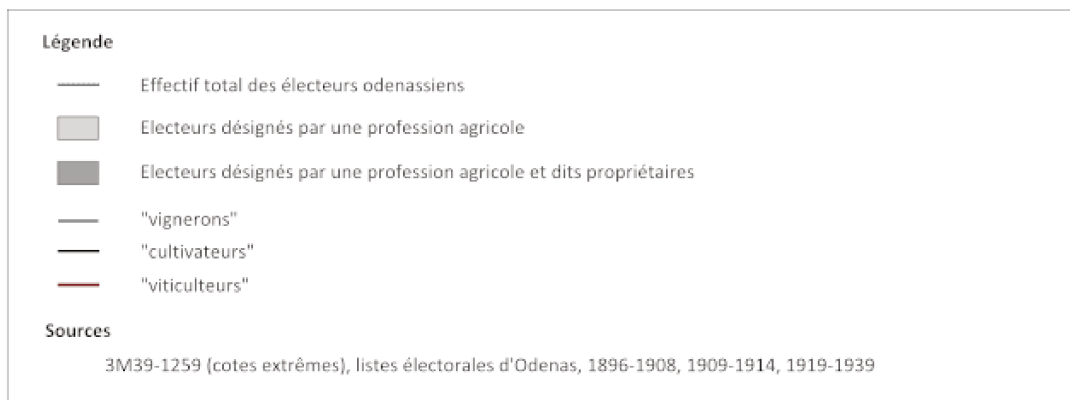 Légende
Effectif total des électeurs odenassiens
Electeurs désignés par une profession agricole
Electeurs désignés par une profession agricole et dits propriétaires
"vignerons"
"cultivateurs"
"viticulteurs"
Sources
3M39-1259 (cotes extrêmes), listes électorales d'Odenas, 1896-1908, 1909-1914, 1919-1939